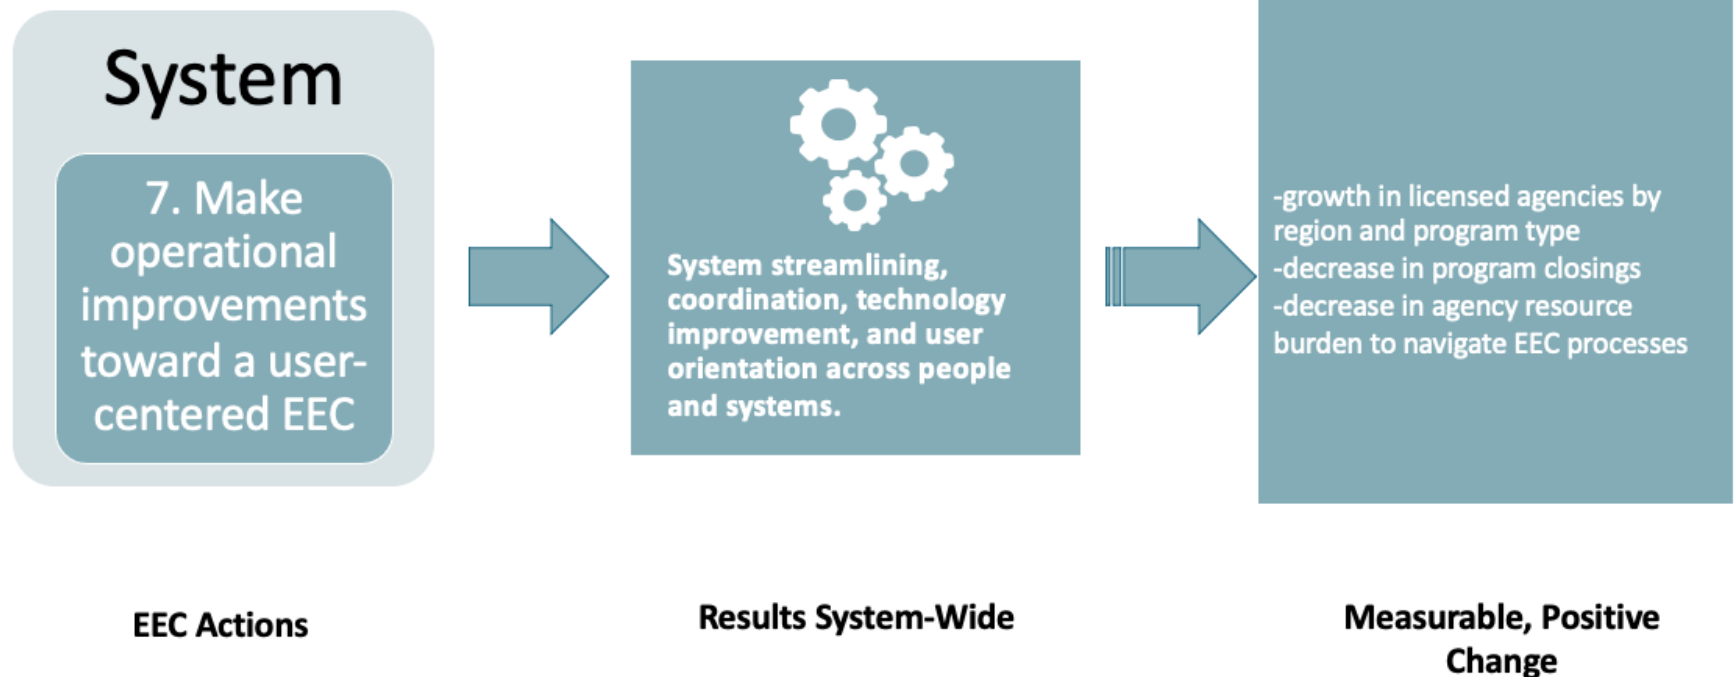 System
7. Make
operational
improvements
toward a user-
centered EEC
System streamlining,
coordination, technology
improvement, and user
orientation across people
and systems.
-growth in licensed agencies by
region and program type
-decrease in program closings
-decrease in agency resource
burden to navigate EEC processes
EEC Actions
Results System-Wide
Measurable, Positive
Change